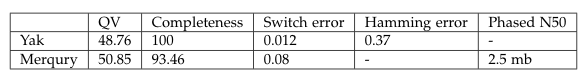 QV Completeness Switch error Hamming error Phased N50
Yak 48.76 100 0.012 0.37 -
Merqury 50.85 93.46 0.08 - 2.5 mb